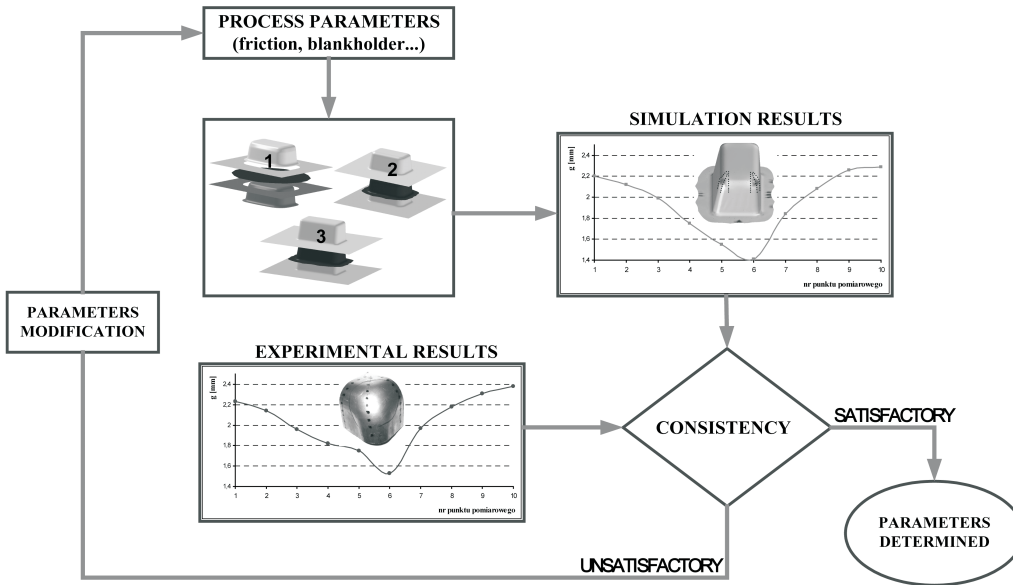 PROCESS PARAMETERS
(friction, blankholder...)
1
2
3
SIMULATION RESULTS
g [mm]
2,4
2,2
2
1,8
1,6
1,4
1 2 3 4 5 6 7 8 9 10
nr punktu pomiarowego
PARAMETERS
MODIFICATION
EXPERIMENTAL RESULTS
g [mm]
2,4
2,2
2
1,8
1,6
1,4
1 2 3 4 5 6 7 8 9 10
nr punktu pomiarowego
CONSISTENCY
SATISFACTORY
PARAMETERS
DETERMINED
UNSATISFACTORY